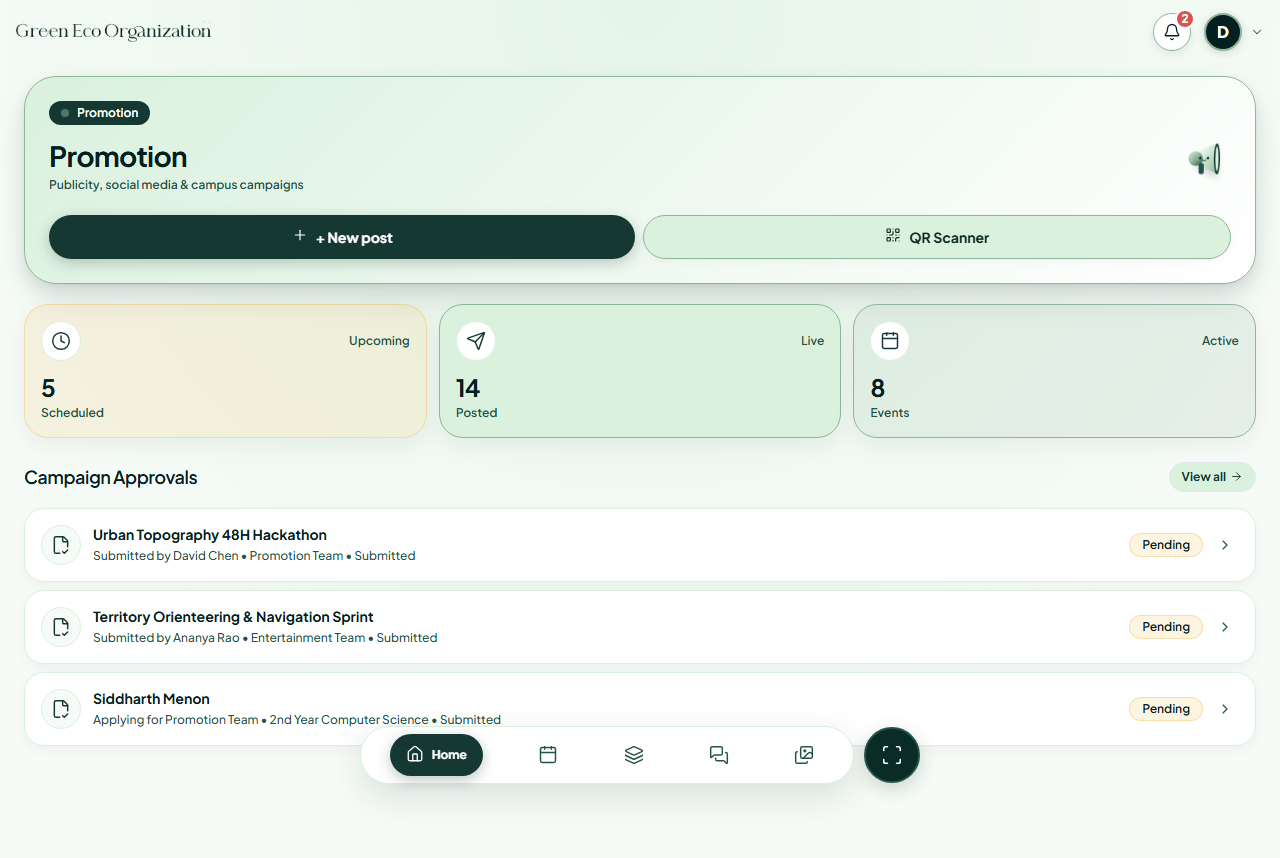 Green Eco Organization
2
D
Promotion
Promotion
Publicity, social media & campus campaigns
+ New post
QR Scanner
Upcoming
5
Scheduled
Live
14
Posted
Active
8
Events
Campaign Approvals
View all
Urban Topography 48H Hackathon
Submitted by David Chen • Promotion Team • Submitted
Pending
Territory Orienteering & Navigation Sprint
Submitted by Ananya Rao • Entertainment Team • Submitted
Pending
Siddharth Menon
Applying for Promotion Team • 2nd Year Computer Science • Submitted
Pending
Home